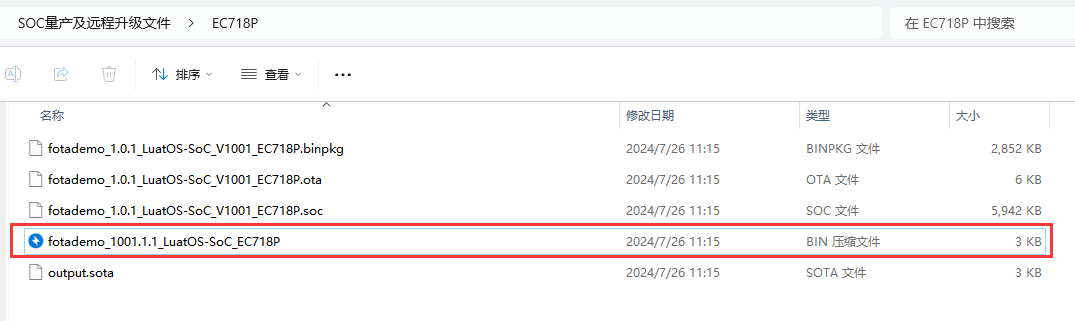 SOC量产及远程升级文件 > EC718P 在 EC718P 中搜索
排序 查看 ...
名称 修改日期 类型 大小
fotademo_1.0.1_LuatOS-SoC_V1001_EC718P.binpkg 2024/7/26 11:15 BINPKG 文件 2,852 KB
fotademo_1.0.1_LuatOS-SoC_V1001_EC718P.ota 2024/7/26 11:15 OTA 文件 6 KB
fotademo_1.0.1_LuatOS-SoC_V1001_EC718P.soc 2024/7/26 11:15 SOC 文件 5,942 KB
fotademo_1001.1.1_LuatOS-SoC_EC718P 2024/7/26 11:15 BIN 压缩文件 3 KB
output.sota 2024/7/26 11:15 SOTA 文件 3 KB